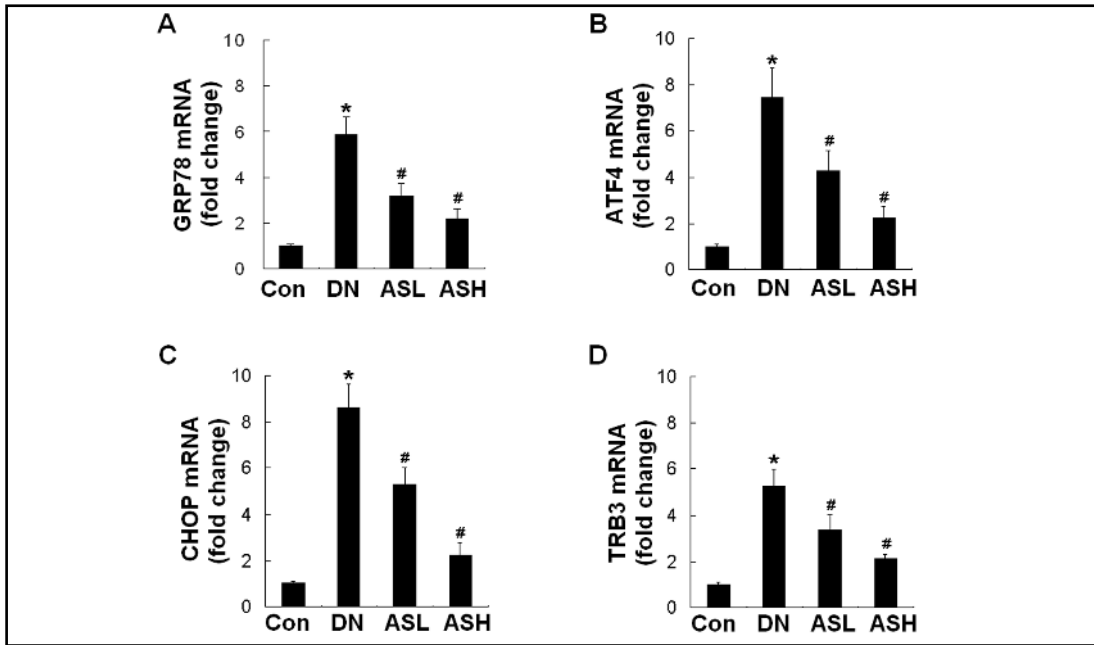 A
GRP78 mRNA
(fold change)
10
8
6
4
2
0
*
#
#
Con DN ASL ASH
B
ATF4 mRNA
(fold change)
10
8
6
4
2
0
*
#
#
Con DN ASL ASH
C
CHOP mRNA
(fold change)
10
8
6
4
2
0
*
#
#
Con DN ASL ASH
D
TRB3 mRNA
(fold change)
10
8
6
4
2
0
*
#
#
Con DN ASL ASH